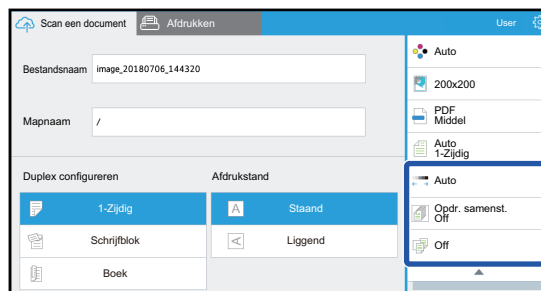 Scan een document
Afdrukken
User
Bestandsnaam
image_20180706_144320
Mapnaam
/
Duplex configureren
Afdrukstand
1-Zijdig
A
Staand
Schrijfblok
A
Liggend
Boek
Auto
200x200
PDF
Middel
Auto
1-Zijdig
Auto
Opdr. samenst.
Off
Off